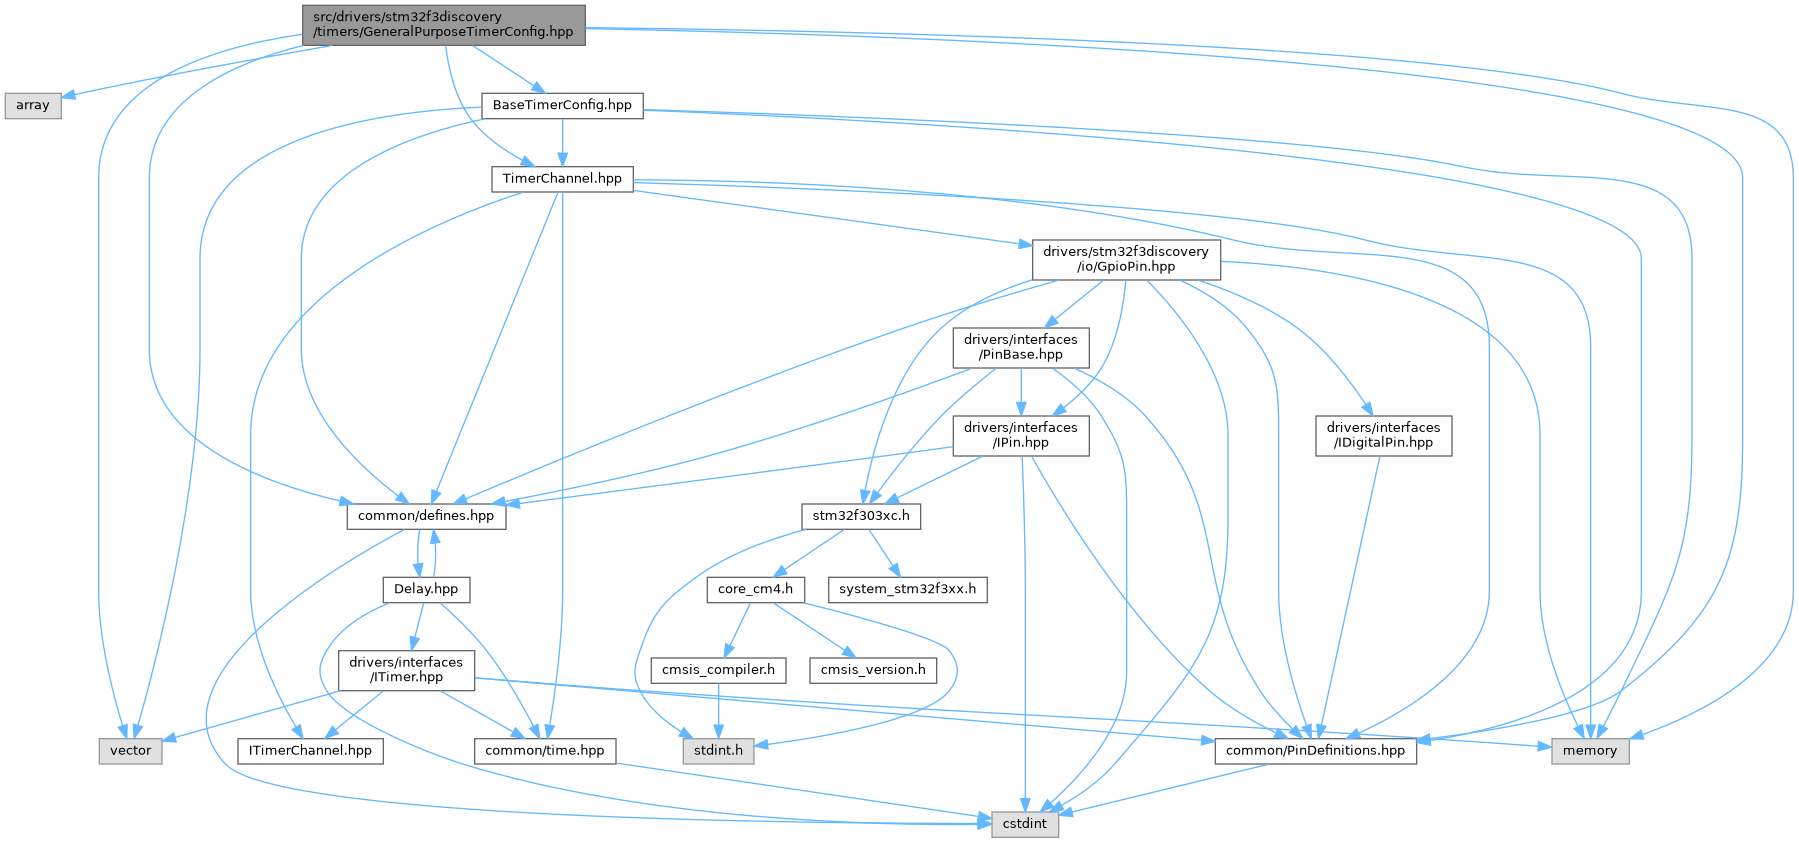 src/drivers/stm32f3discovery
/timers/GeneralPurposeTimerConfig.hpp
array
BaseTimerConfig.hpp
TimerChannel.hpp
drivers/stm32f3discovery
/io/GpioPin.hpp
drivers/interfaces
/PinBase.hpp
drivers/interfaces
/IPin.hpp
drivers/interfaces
/IDigitalPin.hpp
common/defines.hpp
stm32f303xc.h
Delay.hpp
core_cm4.h
system_stm32f3xx.h
drivers/interfaces
/ITimer.hpp
cmsis_compiler.h
cmsis_version.h
vector
ITimerChannel.hpp
common/time.hpp
stdint.h
common/PinDefinitions.hpp
memory
cstdint